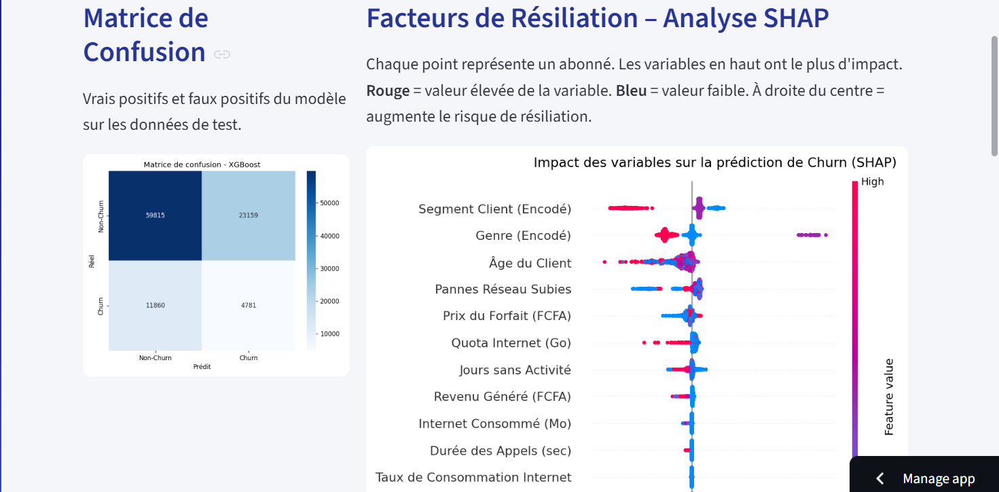 Matrice de
Confusion
Vrais positifs et faux positifs du modèle
sur les données de test.
Matrice de confusion - XGBoost
Non-Churn
59815
23159
Réel
Churn
11860
4781
Non-Churn
Churn
Prédit
50000
40000
30000
20000
10000
Facteurs de Résiliation – Analyse SHAP
Chaque point représente un abonné. Les variables en haut ont le plus d'impact.
Rouge = valeur élevée de la variable. Bleu = valeur faible. À droite du centre =
augmente le risque de résiliation.
Impact des variables sur la prédiction de Churn (SHAP)
High
Segment Client (Encodé)
Genre (Encodé)
Âge du Client
Pannes Réseau Subies
Prix du Forfait (FCFA)
Quota Internet (Go)
Jours sans Activité
Revenu Généré (FCFA)
Internet Consommé (Mo)
Durée des Appels (sec)
Taux de Consommation Internet
Feature value
Manage app